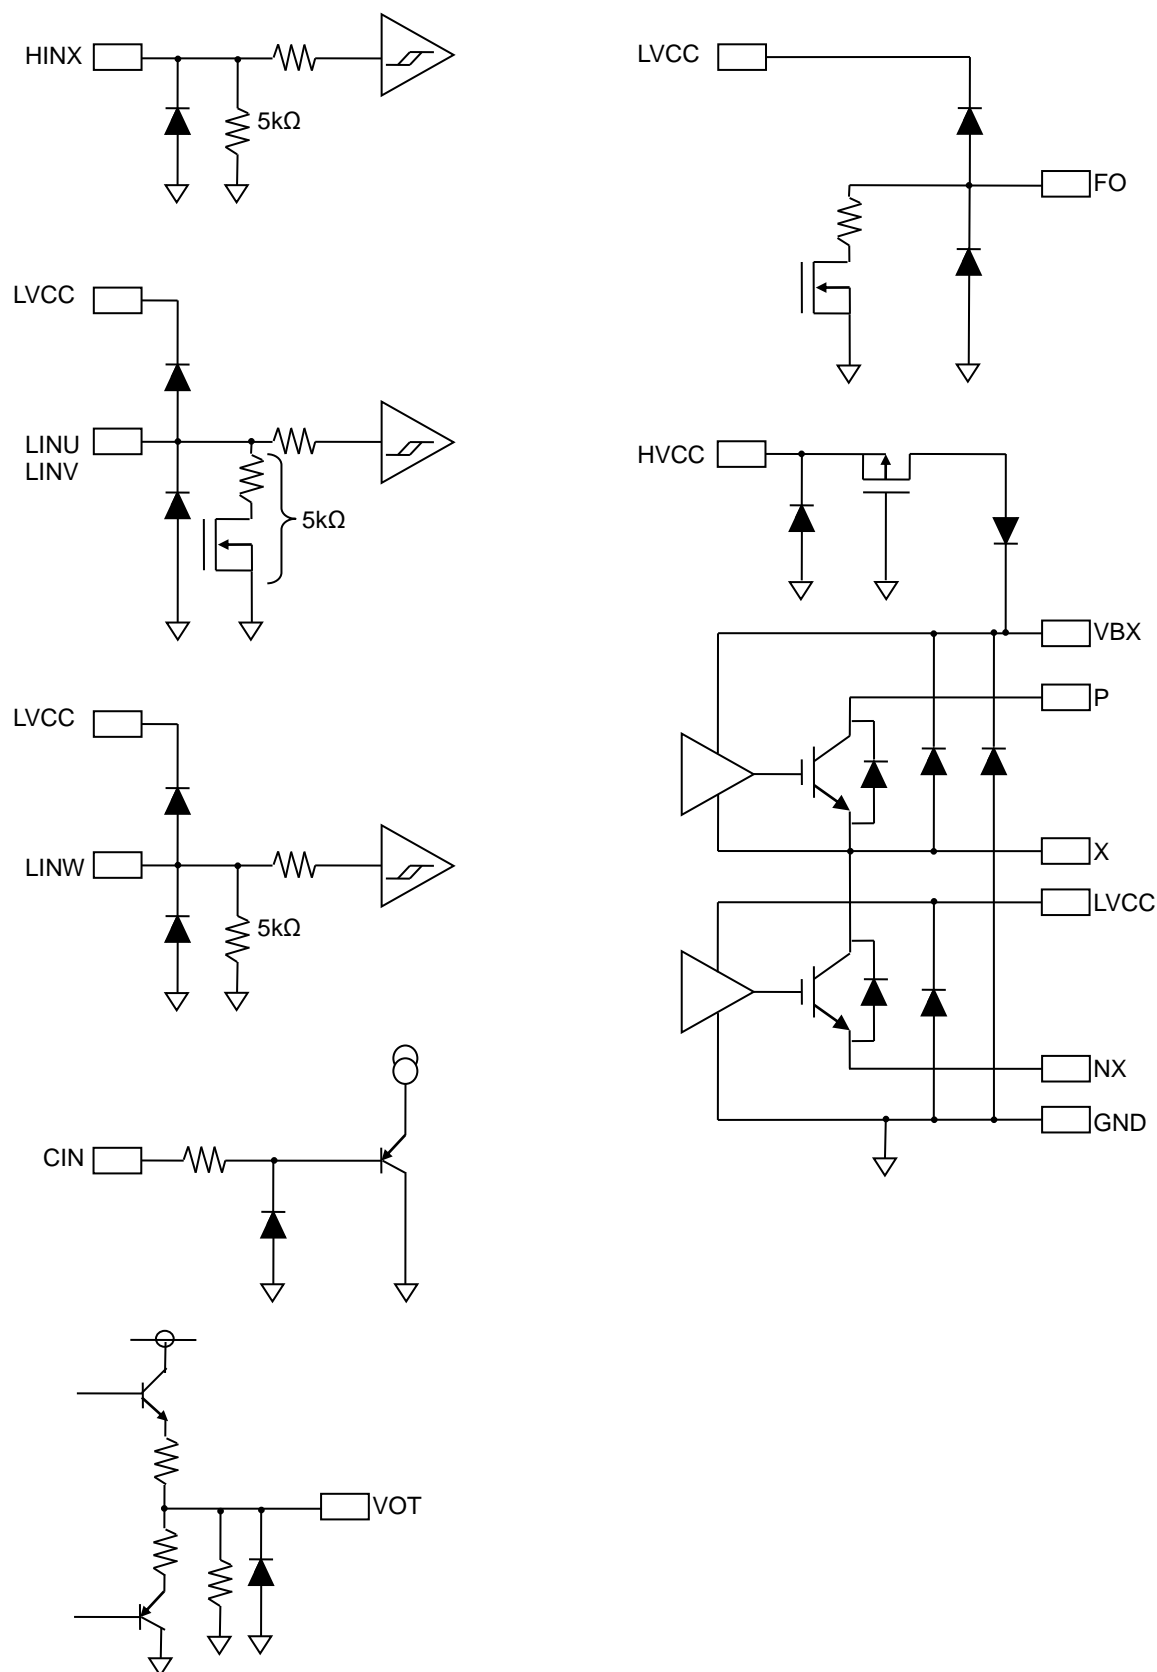 HINX
5kΩ
LVCC
LINU
LINV
5kΩ
LVCC
LINW
5kΩ
CIN
VOT
LVCC
FO
HVCC
VBX
P
X
LVCC
NX
GND